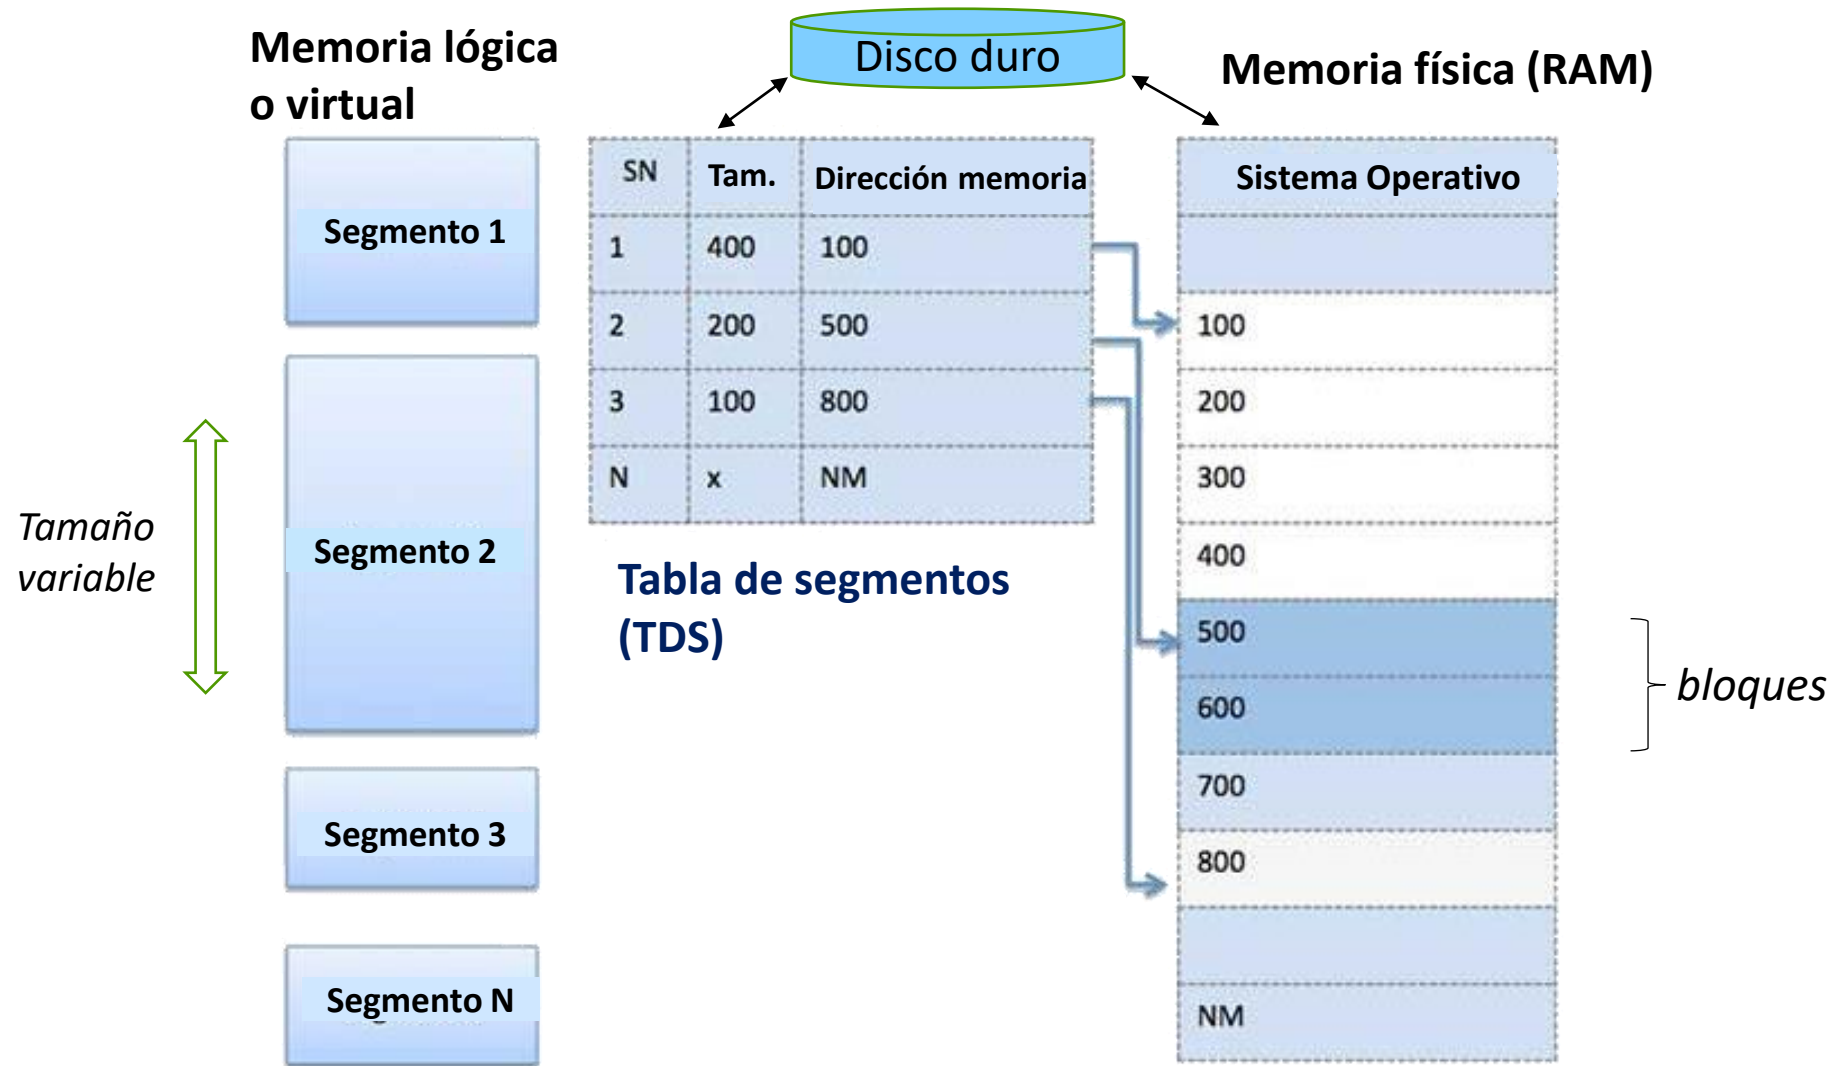 Memoria lógica
o virtual
Disco duro
Memoria física (RAM)
Segmento 1
Segmento 2
Segmento 3
Segmento N
Tamaño
variable
SN Tam. Dirección memoria
1 400 100
2 200 500
3 100 800
N x NM
Tabla de segmentos
(TDS)
Sistema Operativo
100
200
300
400
500
600
700
800
NM
bloques